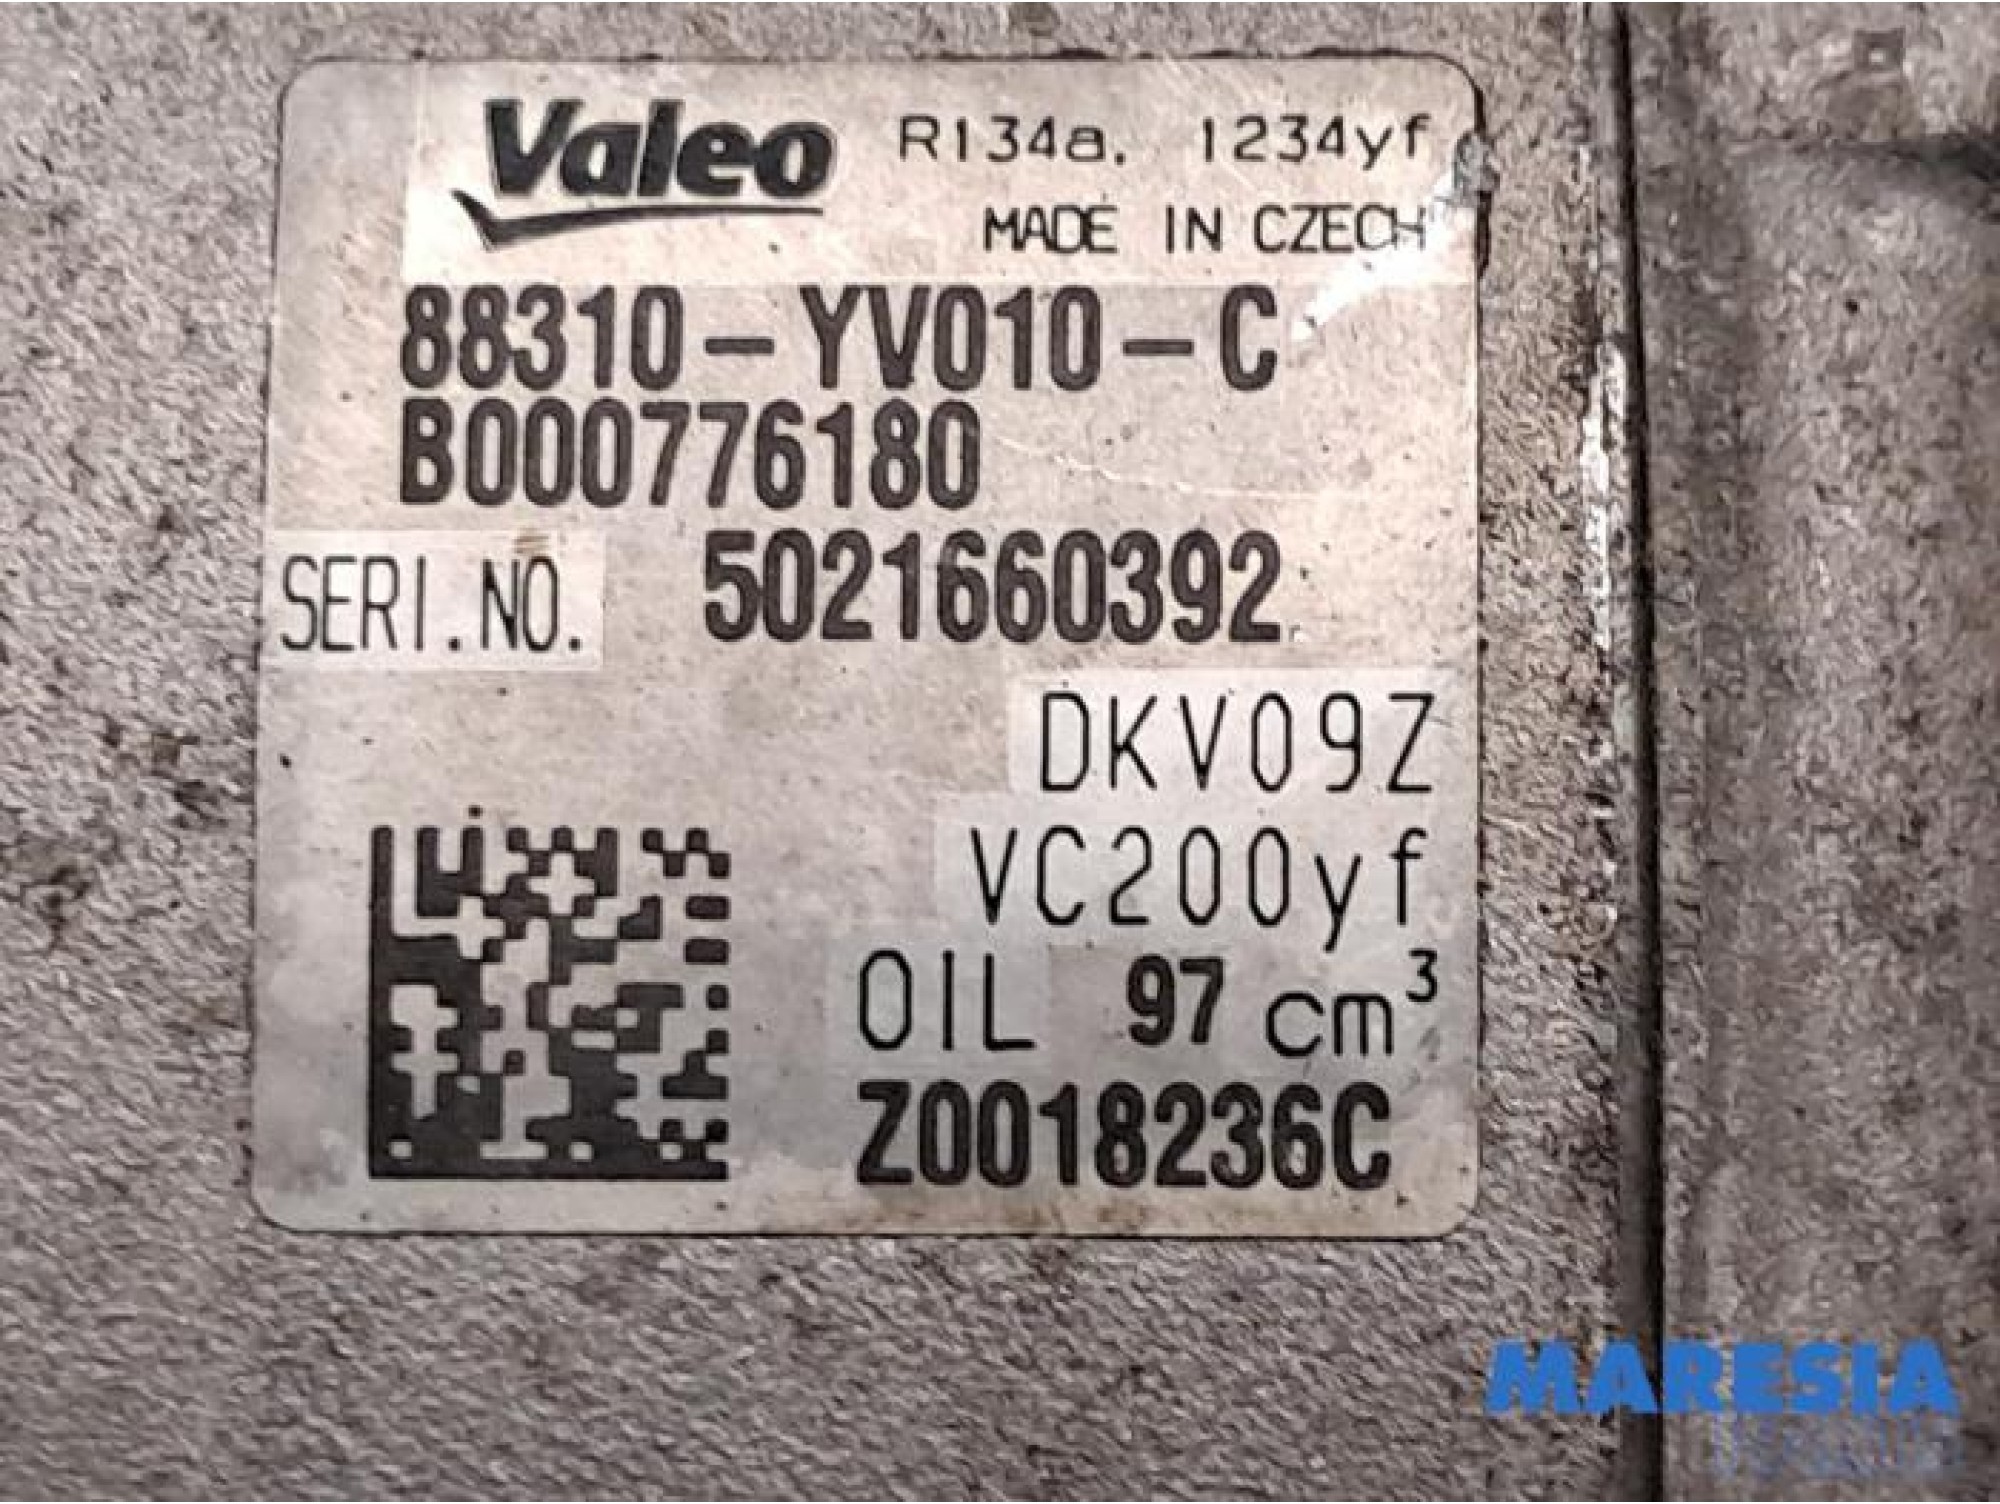 Valeo R134a. 1234yf
MADE IN CZECH
88310-YV010-C
B000776180
SERI.NO. 5021660392
DKV09Z
VC200yf
OIL 97 cm³
Z0018236C
MARESIA